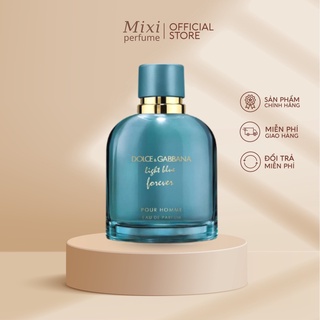 Mixi
perfume
OFFICIAL
STORE
DOLCE & GABBANA
light blue
forever
POUR HOMME
EAU DE PARFUM
SẢN PHẨM
CHÍNH HÃNG
MIỄN PHÍ
GIAO HÀNG
ĐỔI TRẢ
MIỄN PHÍ